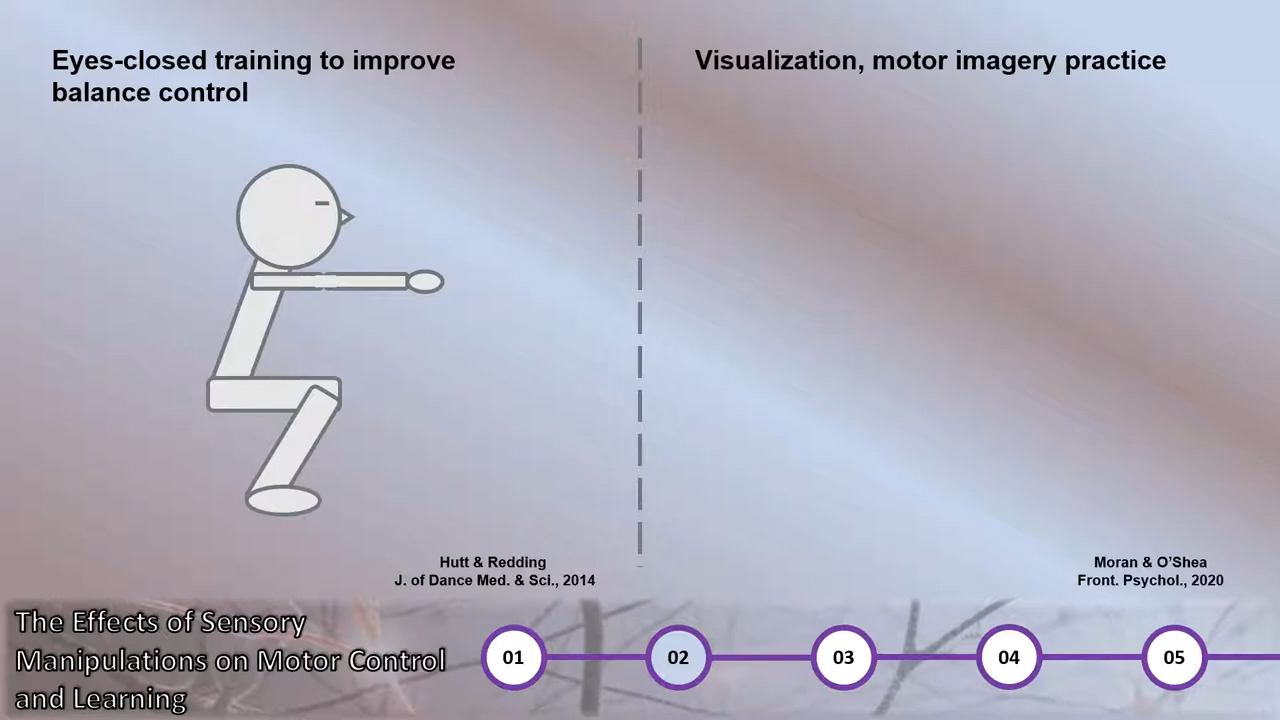 Eyes-closed training to improve
balance control
Visualization, motor imagery practice
Hutt & Redding
J. of Dance Med. & Sci., 2014
Moran & O’Shea
Front. Psychol., 2020
The Effects of Sensory
Manipulations on Motor Control
and Learning
01
02
03
04
05